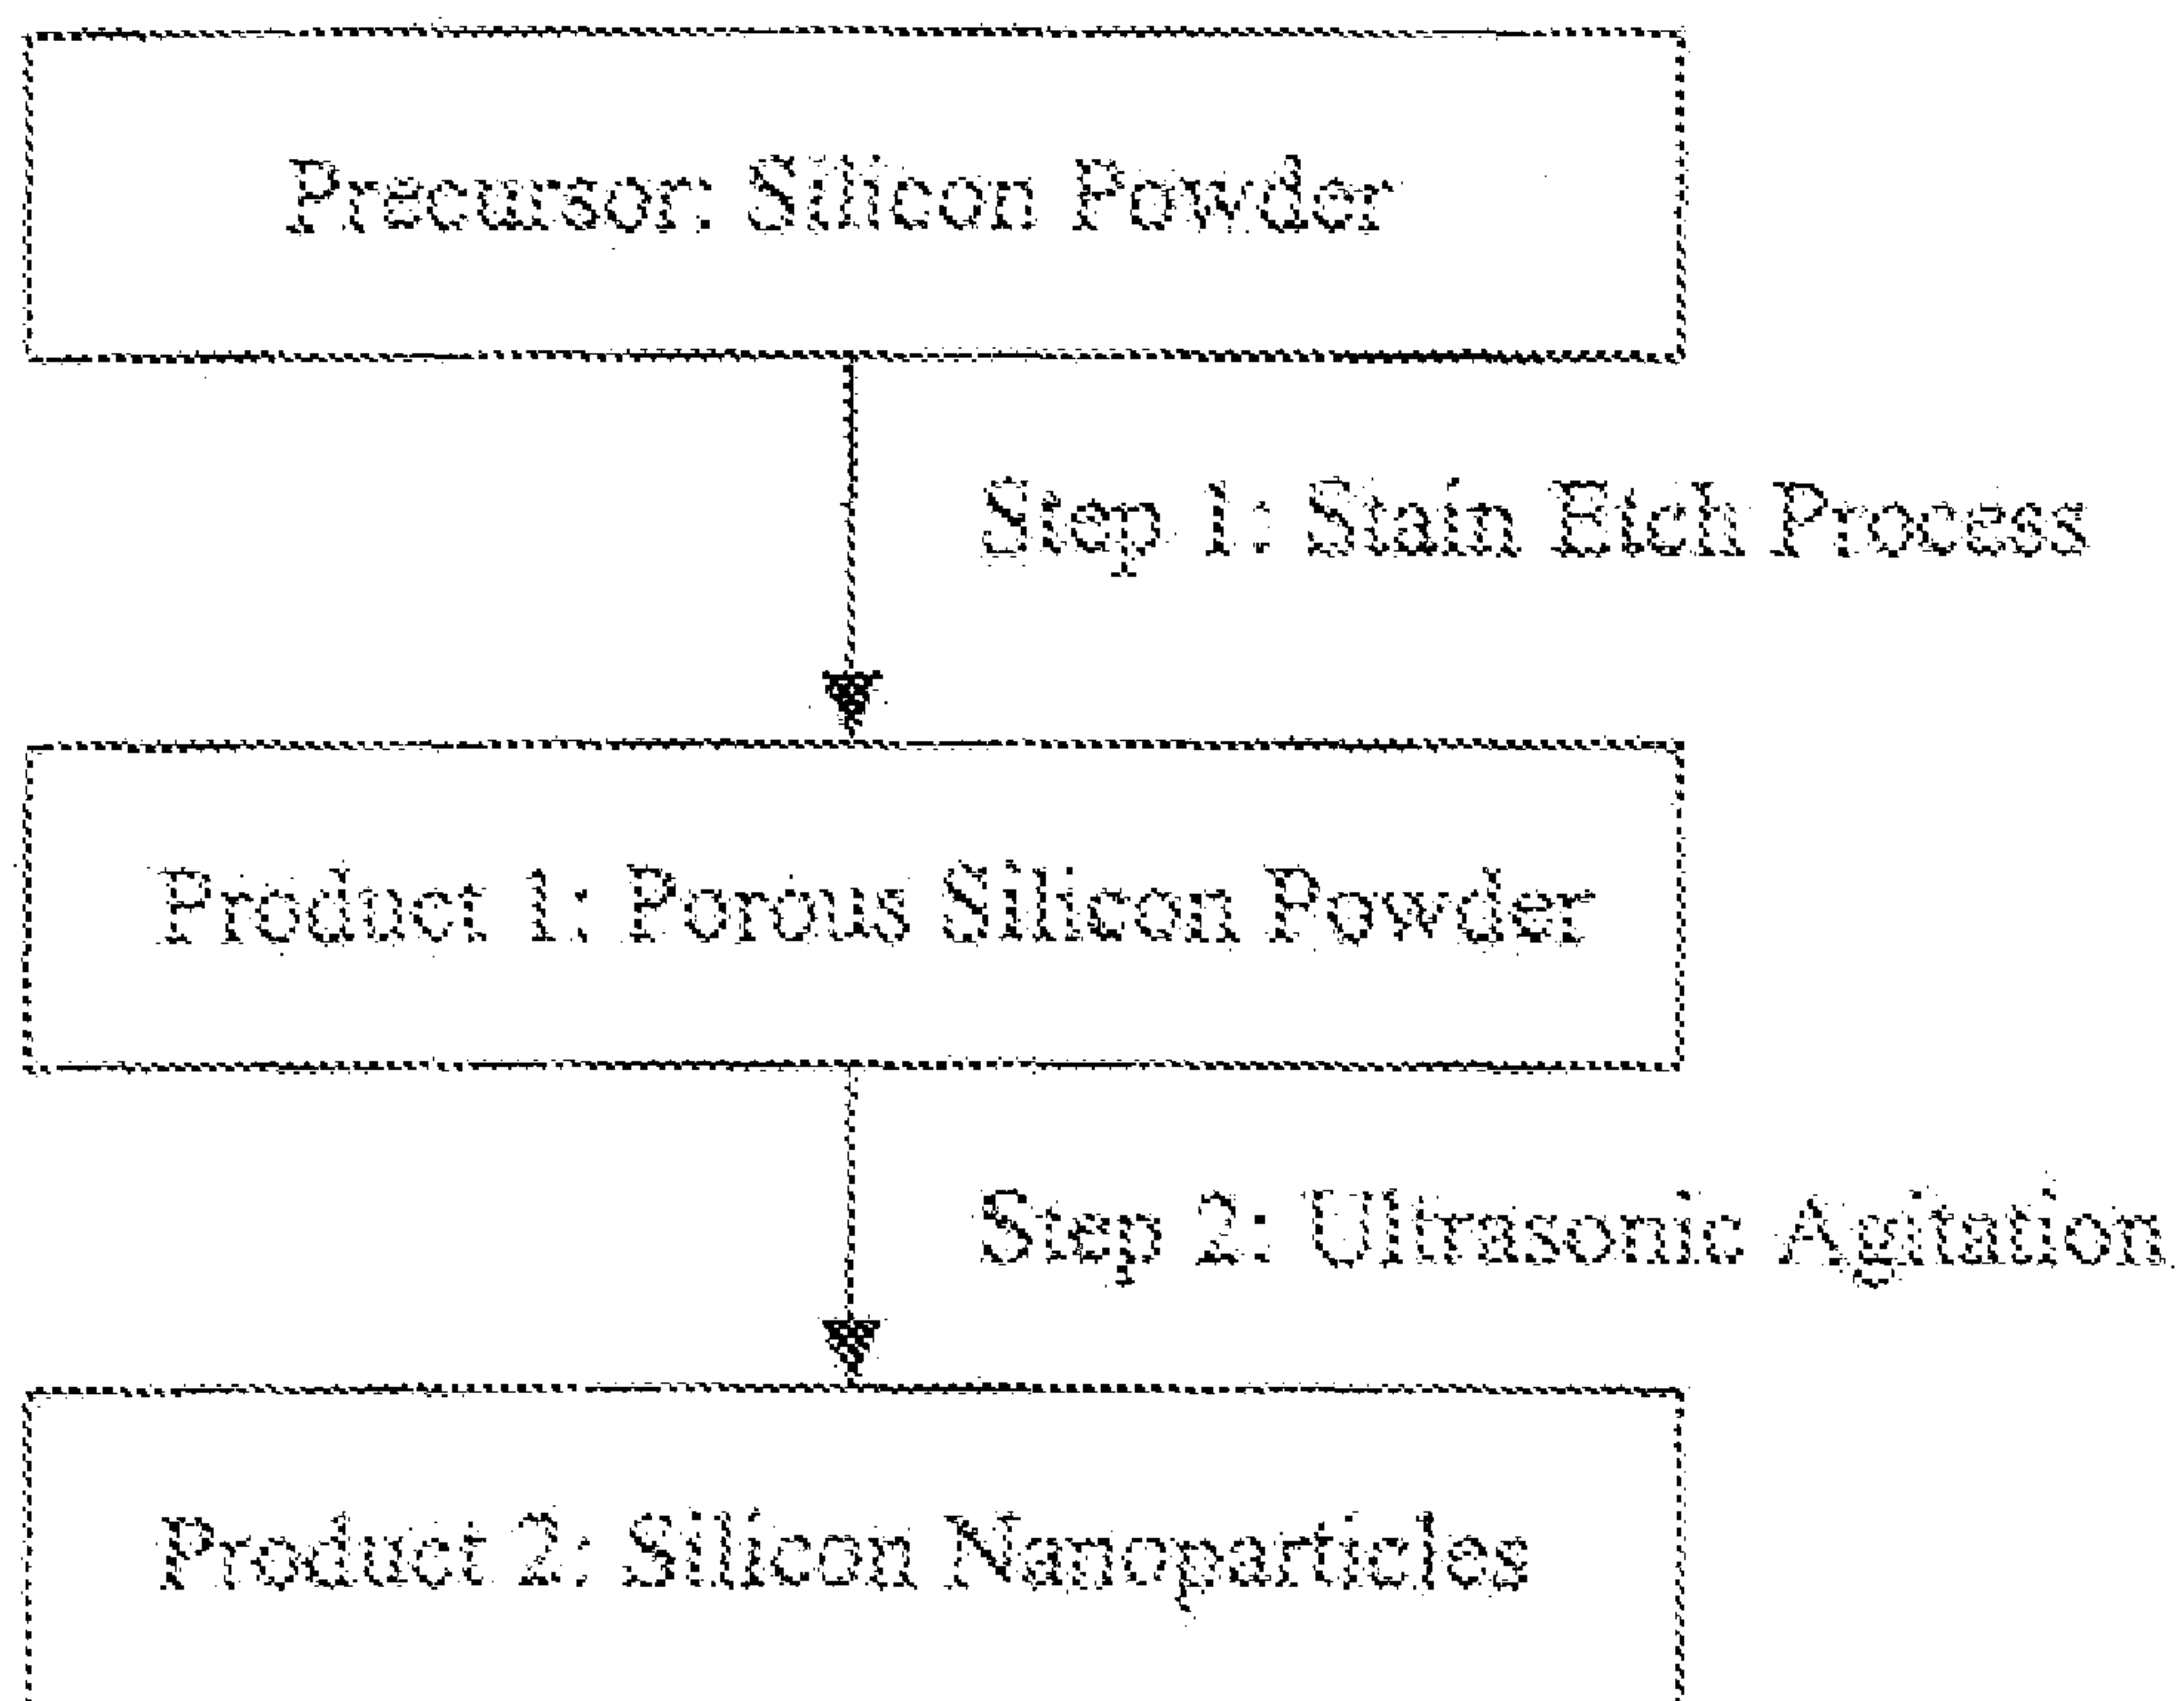 Precursor: Silicon Powder
Step 1: Stain Etch Process
Product 1: Porous Silicon Powder
Step 2: Ultrasonic Agitation
Product 2: Silicon Nanoparticles